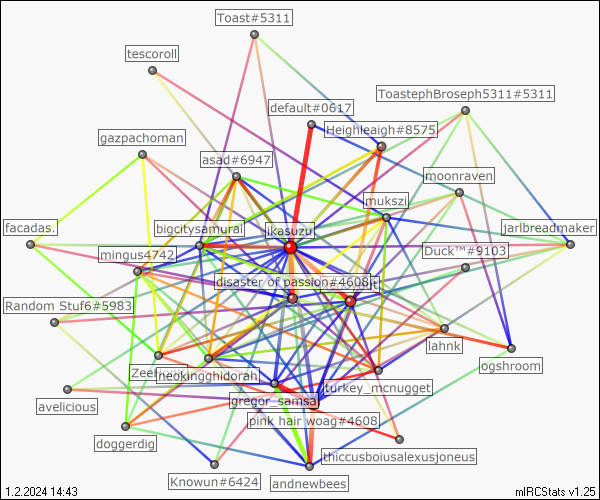 Toast#5311
tescoroll
ToastephBroseph5311#5311
default#0617
Heighleaigh#8575
gazpachoman
asad#6947
moonraven
mukszi
facadas.
bigcitysamurai
ikasuzu
jarlbreadmaker
mingus4742
Duck™#9103
disaster of passion#4608
Random Stuf6#5983
lahnk
ogshroom
neokingghidorah
turkey_mcnugget
avelicious
gregor_samsa
pink hair woag#4608
doggerdig
thiccusboiusalexusjoneus
Knowun#6424
andnewbees
1.2.2024 14:43
mIRCStats v1.25